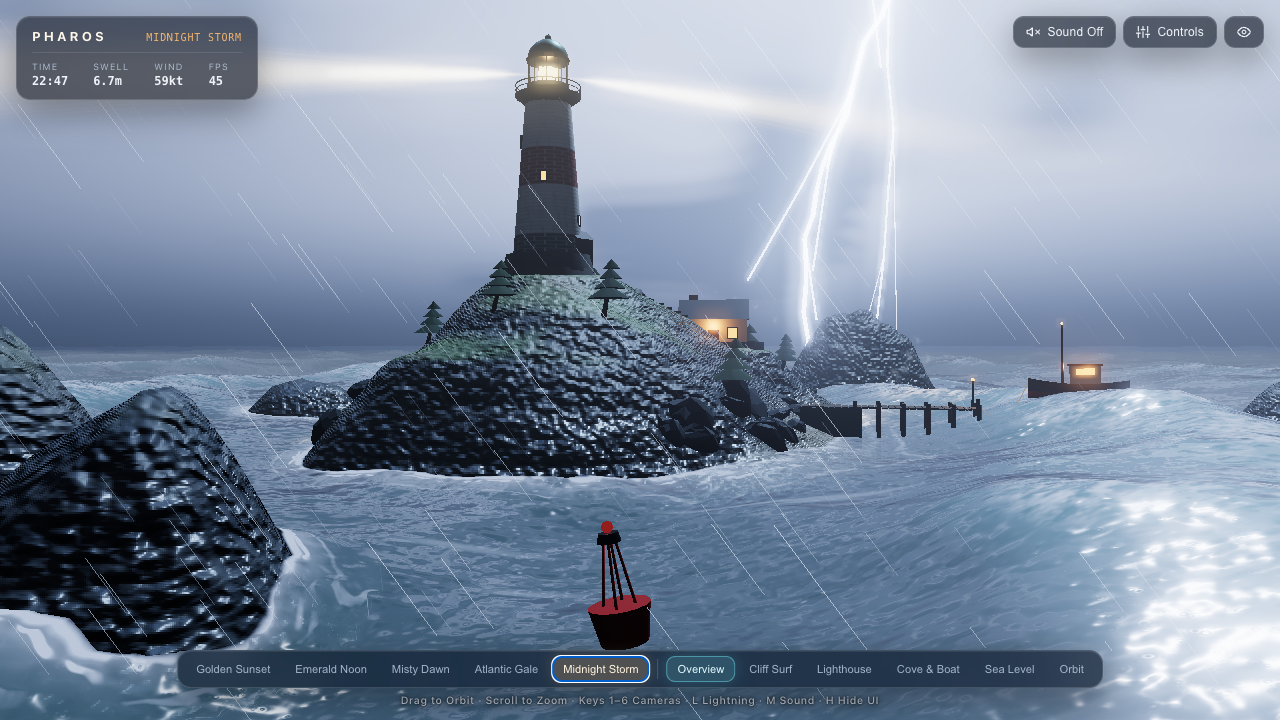 PHAROS MIDNIGHT STORM
TIME SWELL WIND FPS
22:47 6.7m 59kt 45
Sound Off Controls
Golden Sunset Emerald Noon Misty Dawn Atlantic Gale Midnight Storm Overview Cliff Surf Lighthouse Cove & Boat Sea Level Orbit
Drag to Orbit · Scroll to Zoom · Keys 1–6 Cameras · L Lightning · M Sound · H Hide UI